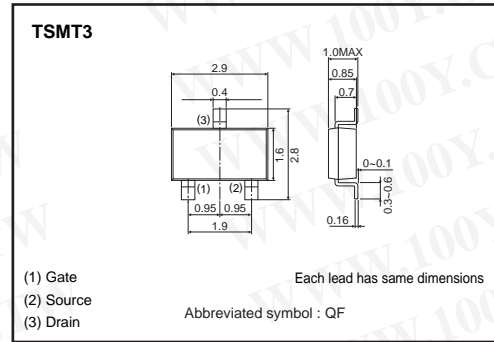 TSMT3
1.0MAX
2.9
0.85
0.4
0.7
(3)
1.6
2.8
0~0.1
(1)
(2)
0.3~0.6
0.95
0.95
0.16
1.9
(1) Gate
Each lead has same dimensions
(2) Source
Abbreviated symbol : QF
(3) Drain